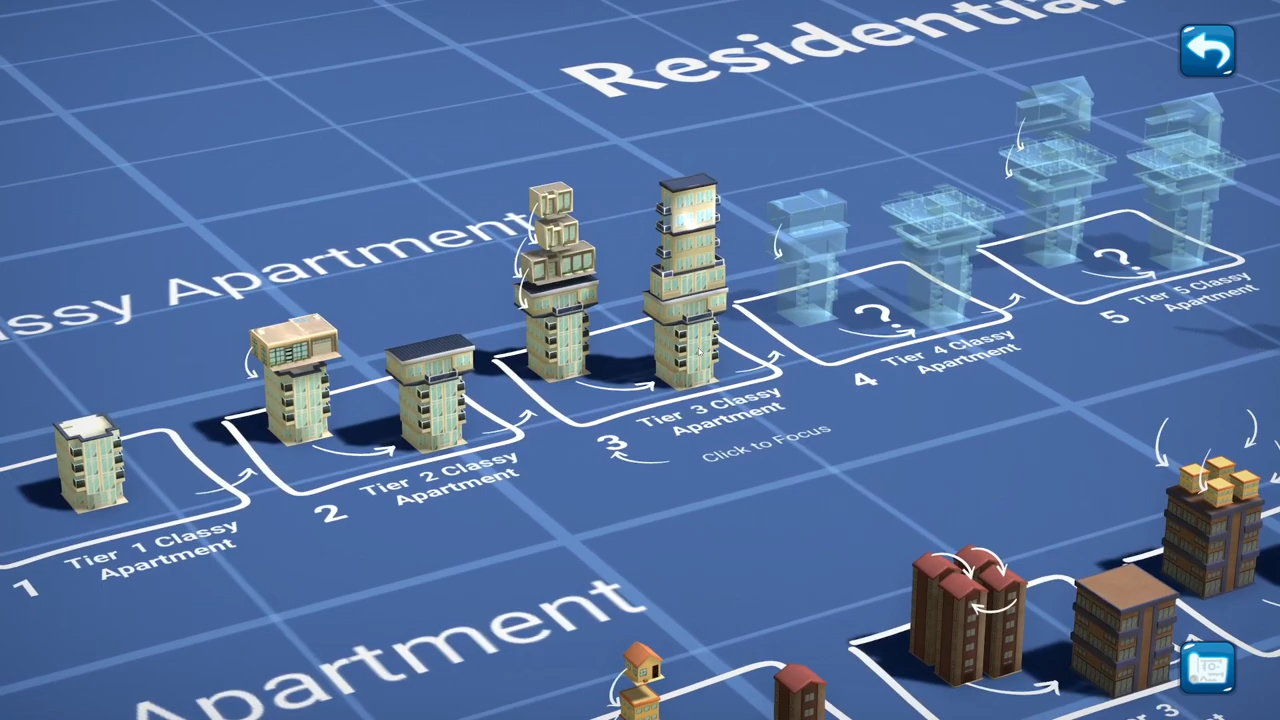 Residential
Apartment
?
?
5
Tier 5 Classy
Apartment
4
Tier 4 Classy
Apartment
3
Tier 3 Classy
Apartment
Click to Focus
2
Tier 2 Classy
Apartment
1
Tier 1 Classy
Apartment
Apartment
3